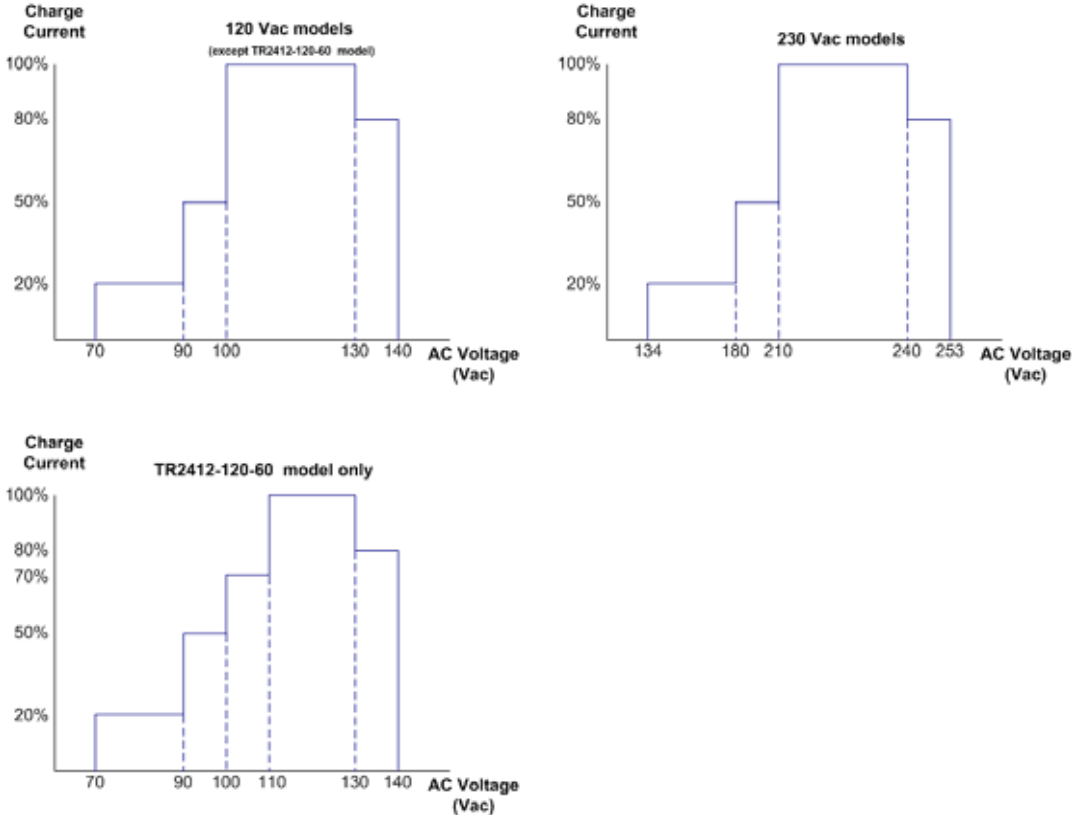 Charge
Current
120 Vac models
(except TR2412-120-60 model)
100%
80%
50%
20%
70 90 100 130 140
AC Voltage
(Vac)
Charge
Current
230 Vac models
100%
80%
50%
20%
134 180 210 240 253
AC Voltage
(Vac)
Charge
Current
TR2412-120-60 model only
100%
80%
70%
50%
20%
70 90 100 110 130 140
AC Voltage
(Vac)